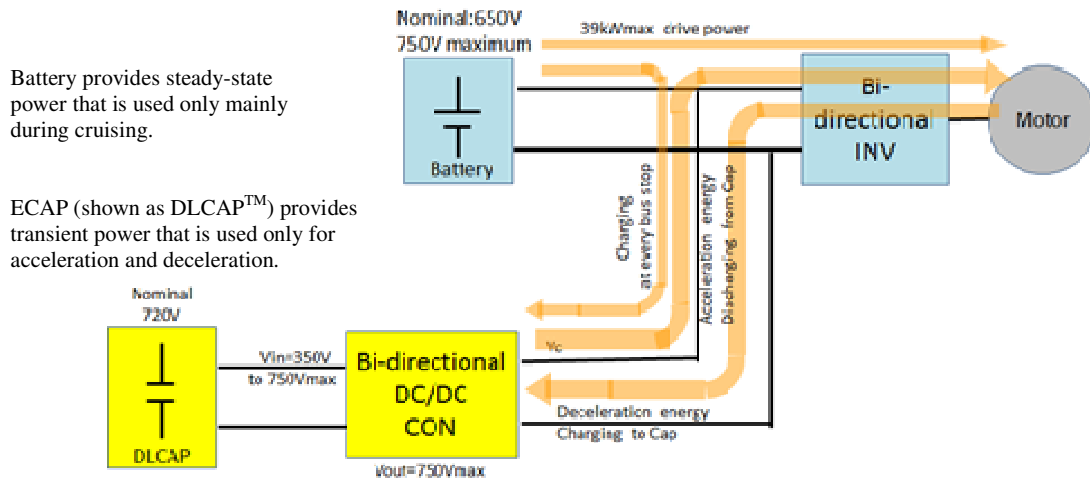 Nominal:650V
750V maximum
39kWmax crive power
Battery provides steady-state
power that is used only mainly
during cruising.
Battery
Bi-
directional
INV
Motor
ECAP (shown as DLCAP™) provides
transient power that is used only for
acceleration and deceleration.
Charging
at every bus stop
Acceleration energy
Discharging from Cap
Nominal
720V
Vin=350V
to 750Vmax
DLCAP
Bi-directional
DC/DC
CON
Vc
Deceleration energy
Charging to Cap
Vout=750Vmax